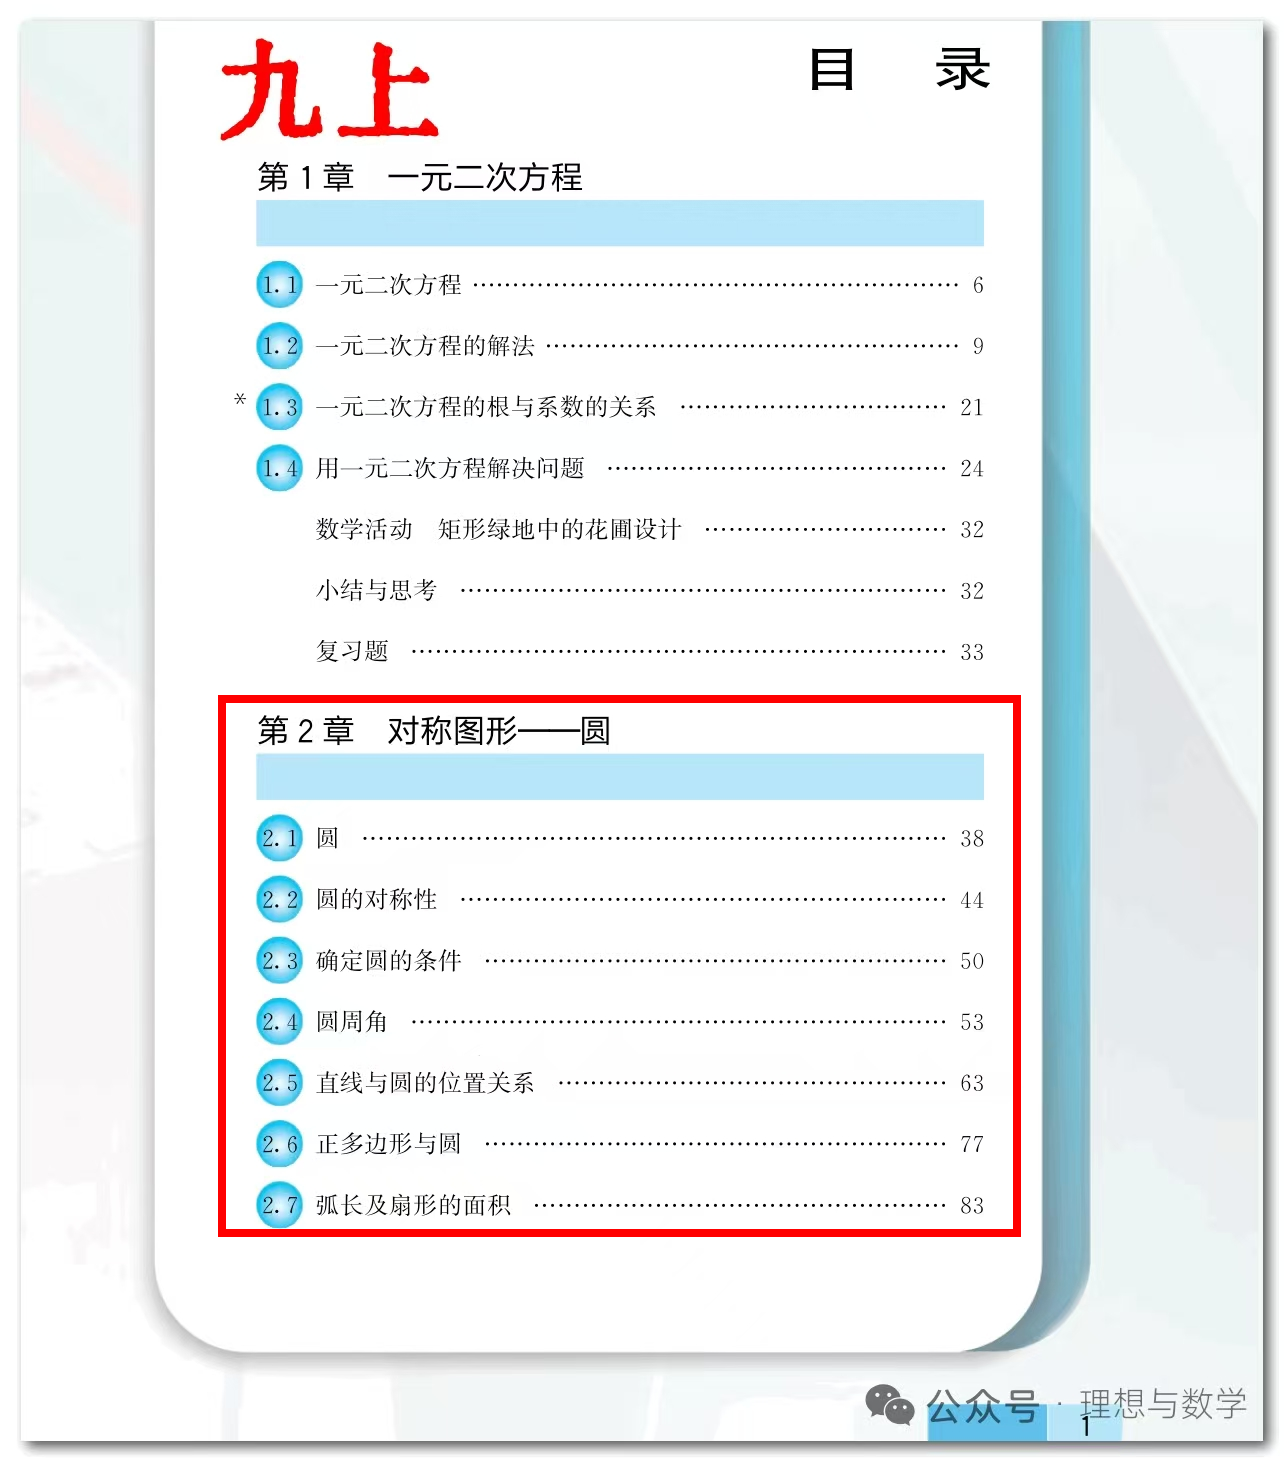 九上
目 录
第 1 章 一元二次方程
1.1 一元二次方程 …… 6
1.2 一元二次方程的解法 …… 9
* 1.3 一元二次方程的根与系数的关系 …… 21
1.4 用一元二次方程解决问题 …… 24
数学活动 矩形绿地中的花圃设计 …… 32
小结与思考 …… 32
复习题 …… 33
第 2 章 对称图形——圆
2.1 圆 …… 38
2.2 圆的对称性 …… 44
2.3 确定圆的条件 …… 50
2.4 圆周角 …… 53
2.5 直线与圆的位置关系 …… 63
2.6 正多边形与圆 …… 77
2.7 弧长及扇形的面积 …… 83
公众号 · 理想与数学
1